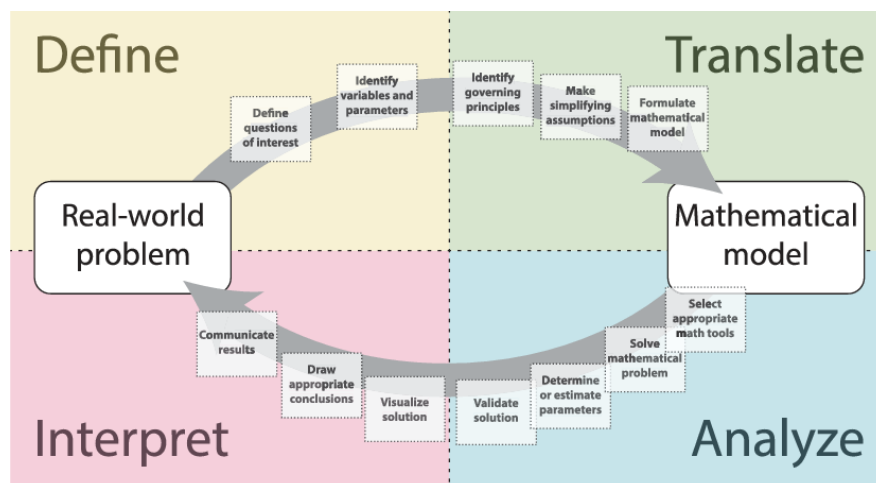 Define
Translate
Define
questions
of interest
Identify
variables and
parameters
Identify
governing
principles
Make
simplifying
assumptions
Formulate
mathematical
model
Real-world
problem
Mathematical
model
Select
appropriate
math tools
Solve
mathematical
problem
Determine
or estimate
parameters
Validate
solution
Visualize
solution
Draw
appropriate
conclusions
Communicate
results
Interpret
Analyze